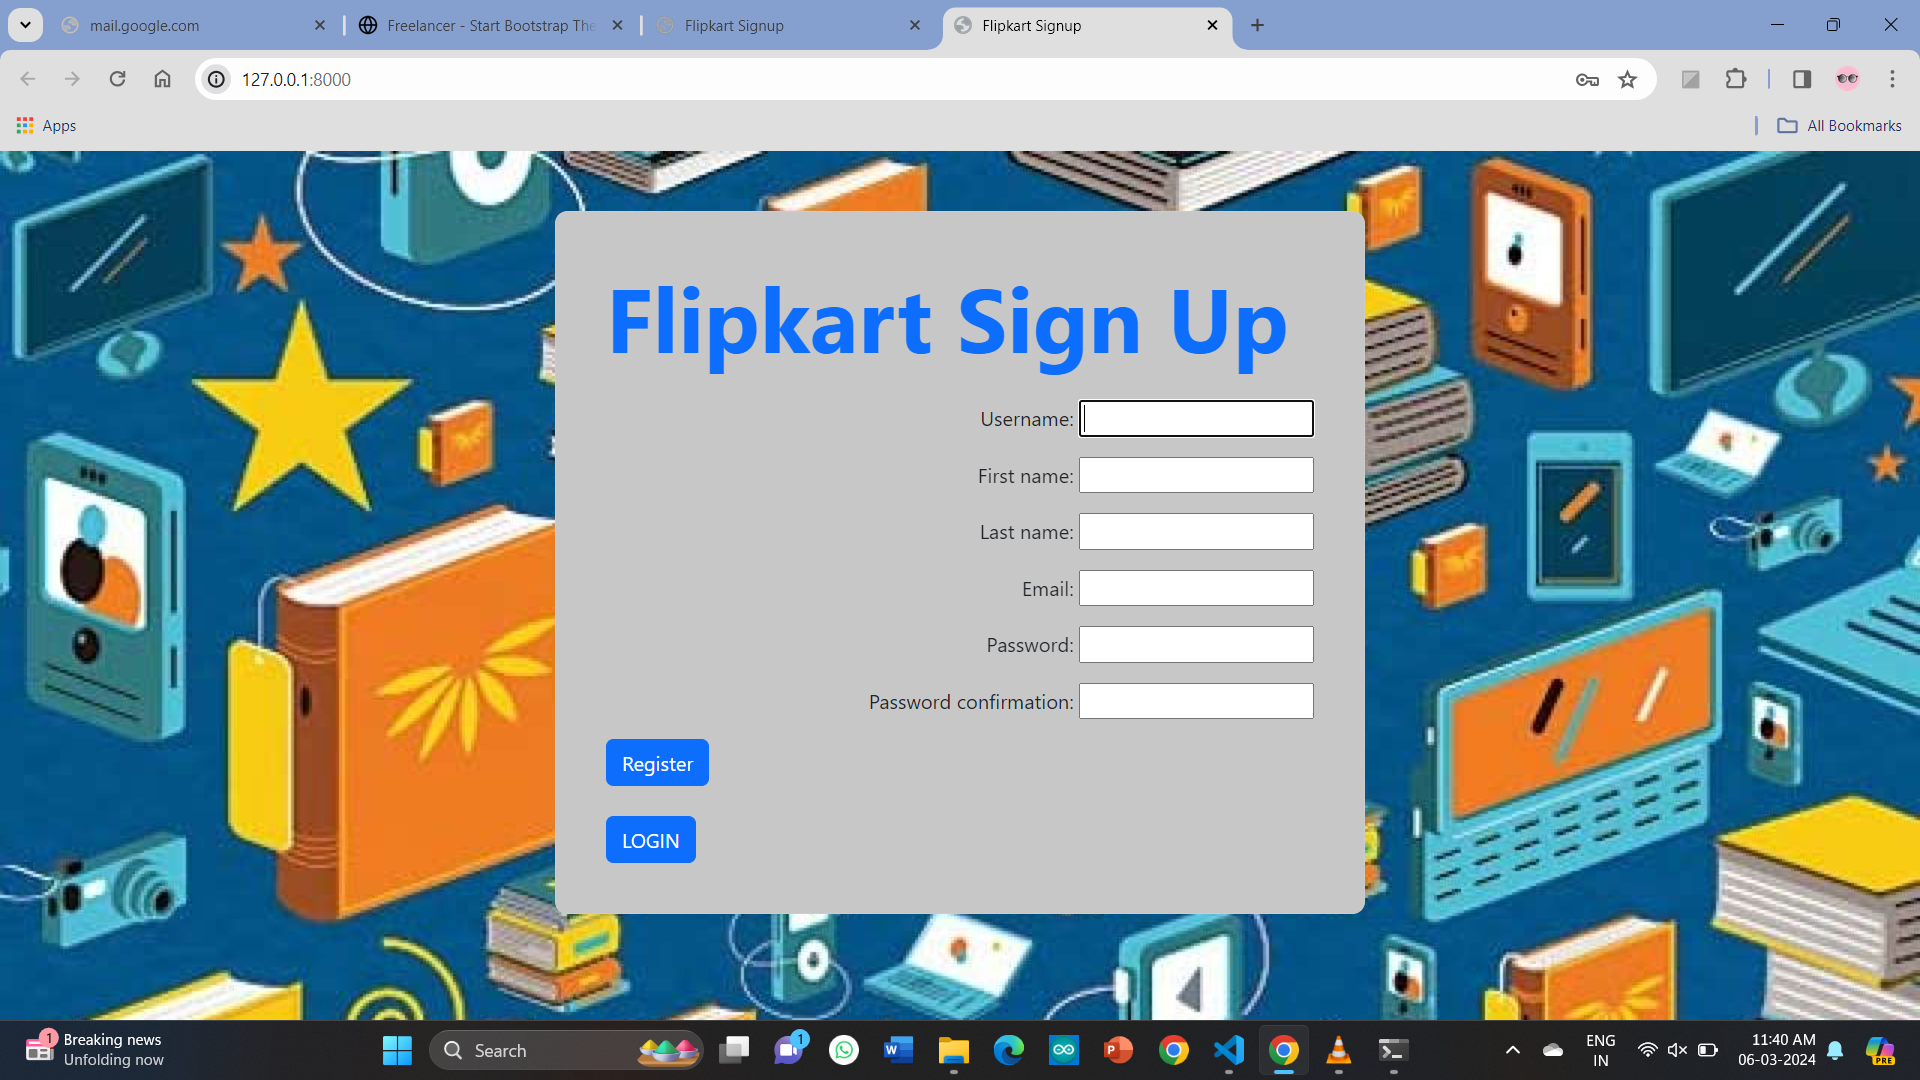 mail.google.com
Freelancer - Start Bootstrap The
Flipkart Signup
Flipkart Signup
127.0.0.1:8000
Apps
All Bookmarks
Flipkart Sign Up
Username:
First name:
Last name:
Email:
Password:
Password confirmation:
Register
LOGIN
1
Breaking news
Unfolding now
Search
1
W
P
ENG
IN
11:40 AM
06-03-2024
PRE